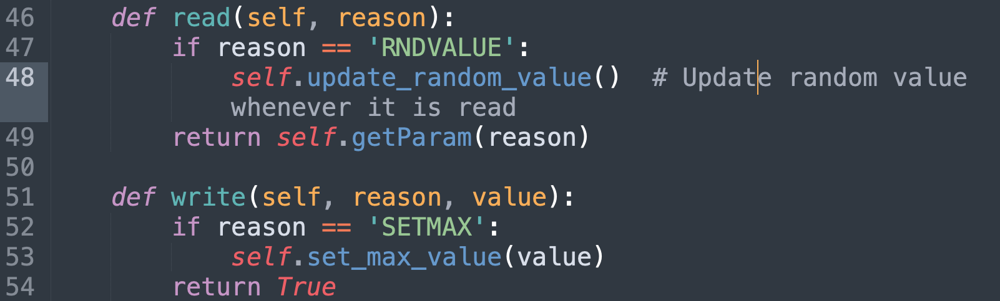 46     def read(self, reason):
47         if reason == 'RNDVALUE':
48             self.update_random_value()  # Update random value
               whenever it is read
49         return self.getParam(reason)
50
51     def write(self, reason, value):
52         if reason == 'SETMAX':
53             self.set_max_value(value)
54         return True